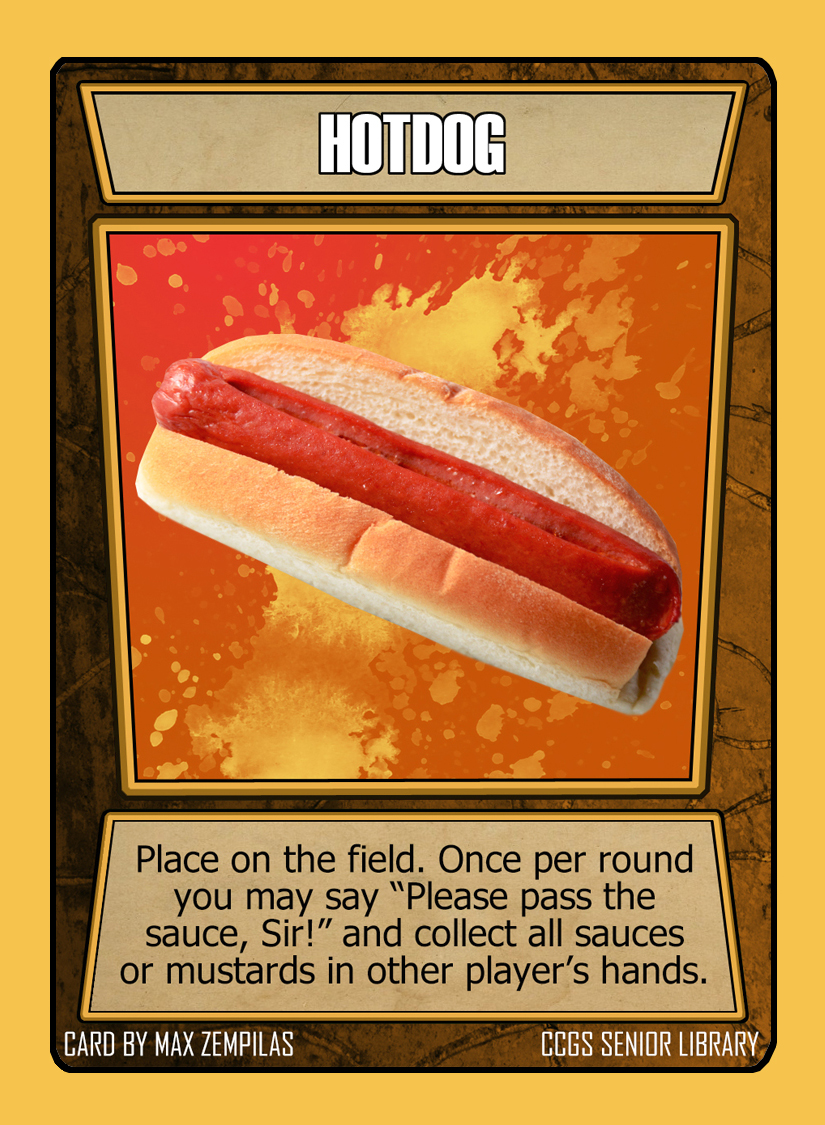 HOTDOG
Place on the field. Once per round
you may say “Please pass the
sauce, Sir!” and collect all sauces
or mustards in other player’s hands.
CARD BY MAX ZEMPILAS
CCGS SENIOR LIBRARY